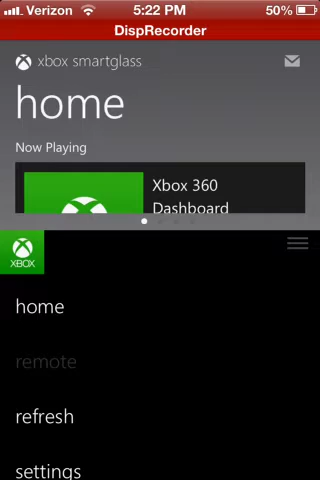 Verizon 5:22 PM 50%
DispRecorder
xbox smartglass
home
Now Playing
Xbox 360
Dashboard
XBOX
home
remote
refresh
settings